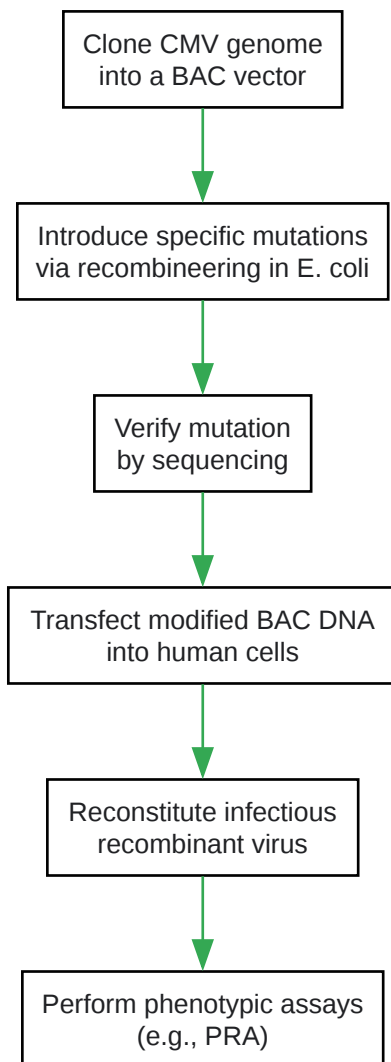 Clone CMV genome
into a BAC vector
Introduce specific mutations
via recombineering in E. coli
Verify mutation
by sequencing
Transfect modified BAC DNA
into human cells
Reconstitute infectious
recombinant virus
Perform phenotypic assays
(e.g., PRA)